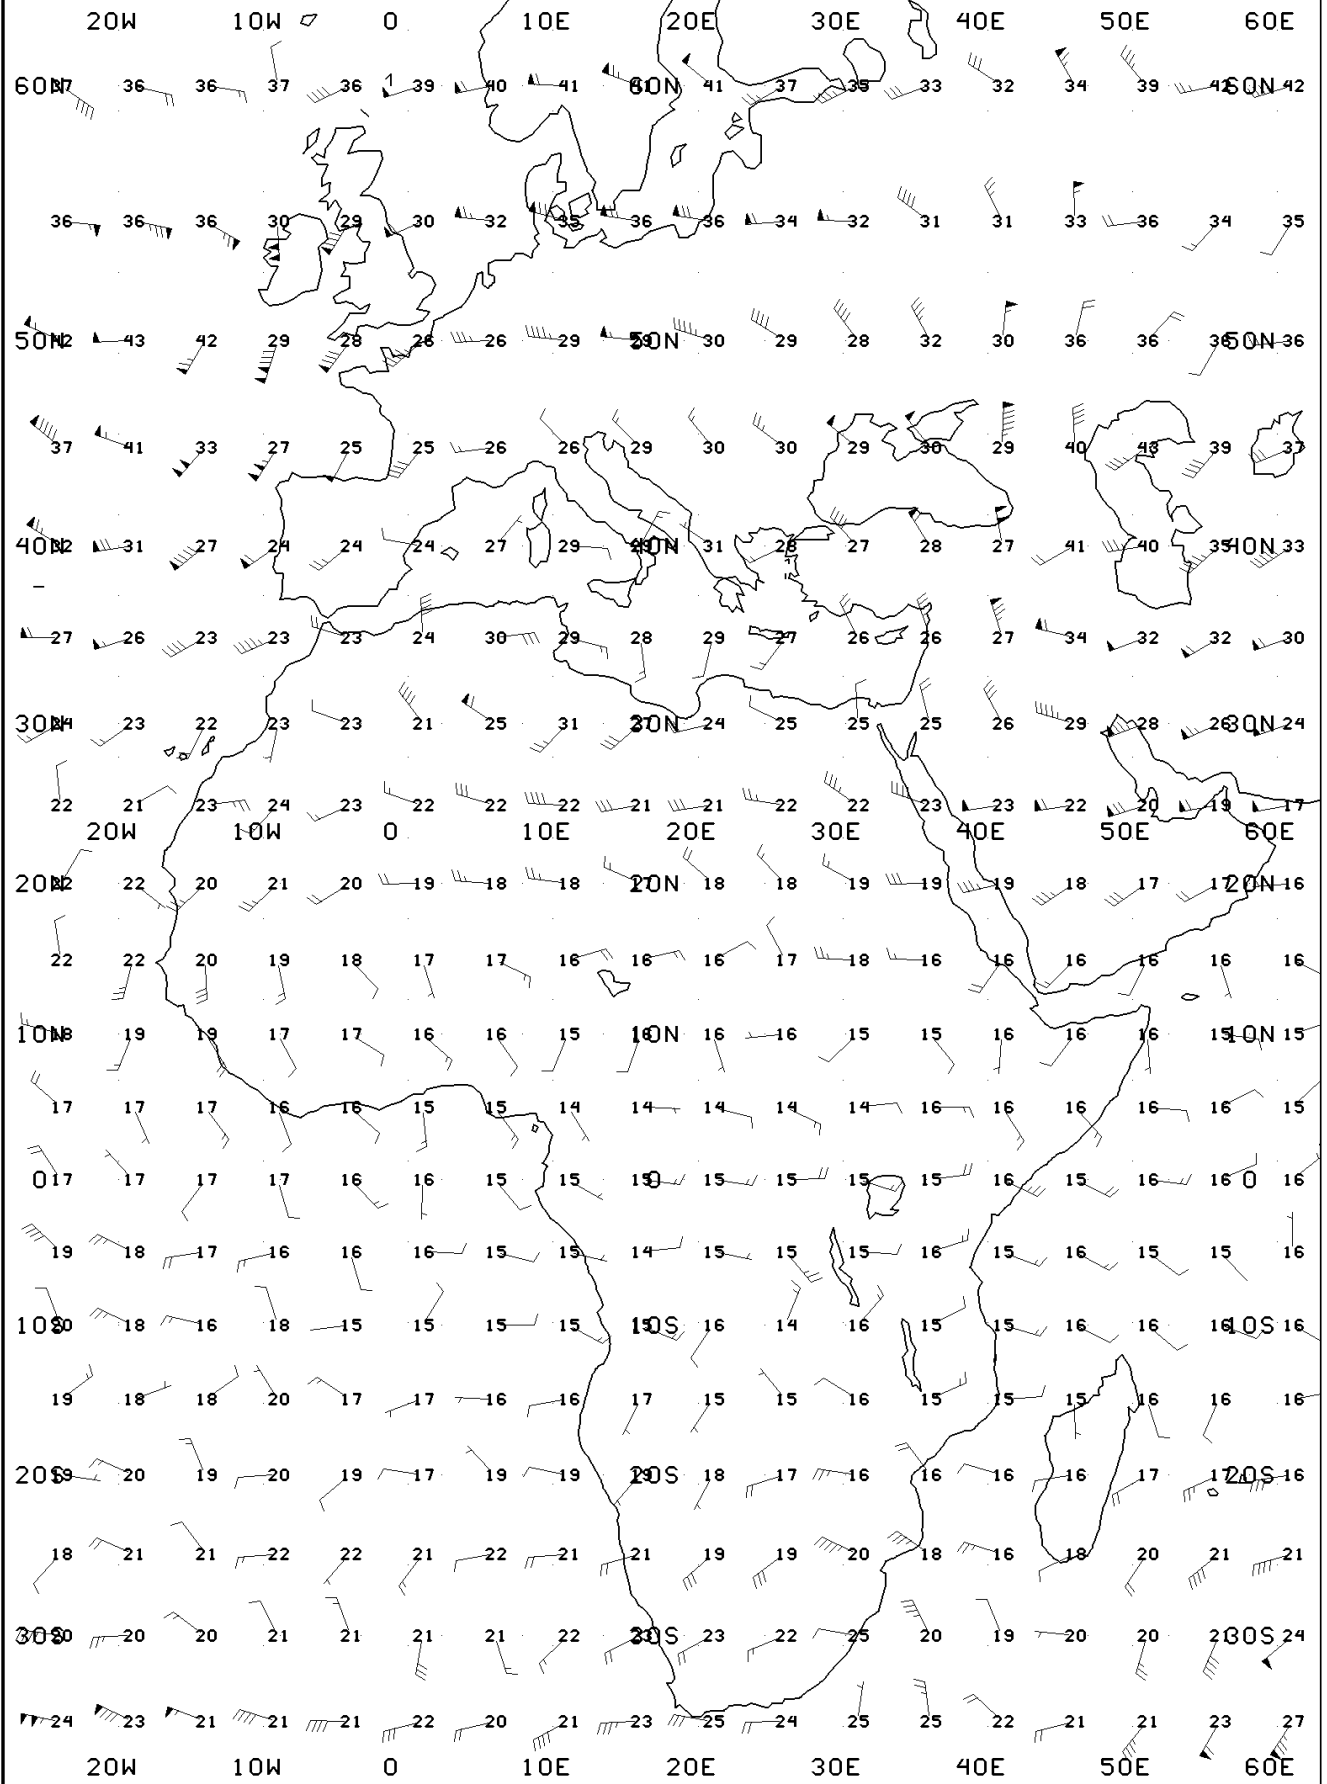 20W 10W 0 10E 20E 30E 40E 50E 60E
60N 36 36 37 36 1 39 40 41 60N 41 37 35 33 32 34 39 42 60N 42
36 36 36 30 29 30 32 35 36 36 34 32 31 31 33 36 34 35
50N 43 42 29 28 26 26 29 50N 30 29 28 32 30 36 36 38 50N 36
37 41 33 27 25 25 26 26 29 30 30 29 30 29 40 43 39 37
40N 31 27 24 24 24 27 29 40N 31 28 27 28 27 41 40 35 40N 33
27 26 23 23 23 24 30 29 28 29 27 26 26 27 34 32 32 30
30N 23 22 23 23 21 25 31 30N 24 25 25 25 26 29 28 26 30N 24
22 21 23 24 23 22 22 22 21 21 22 22 23 23 22 20 19 17
20W 10W 0 10E 20E 30E 40E 50E 60E
20N 22 20 21 20 19 18 18 20N 18 18 19 19 19 18 17 17 20N 16
22 22 20 19 18 17 17 16 16 16 17 18 16 16 16 16 16 16
10N 19 19 17 17 16 16 15 10N 16 16 15 15 16 16 16 15 10N 15
17 17 17 16 16 15 15 14 14 14 14 14 16 16 16 16 16 15
0 17 17 17 17 16 16 15 15 15 0 15 15 15 15 16 15 16 16 0 16
19 18 17 16 16 16 15 15 14 15 15 15 16 15 16 15 15 16
10S 18 16 18 15 15 15 15 10S 16 14 16 15 15 16 16 16 10S 16
19 18 18 20 17 17 16 16 17 15 15 16 15 15 15 16 16 16
20S 20 19 20 19 17 19 19 20S 18 17 16 16 16 16 17 17 20S 16
18 21 21 22 22 21 22 21 21 19 19 20 18 16 18 20 21 21
30S 20 20 21 21 21 21 22 30S 23 22 25 20 19 20 20 21 30S 24
24 23 21 21 21 22 20 21 23 25 24 25 25 22 21 21 23 27
20W 10W 0 10E 20E 30E 40E 50E 60E